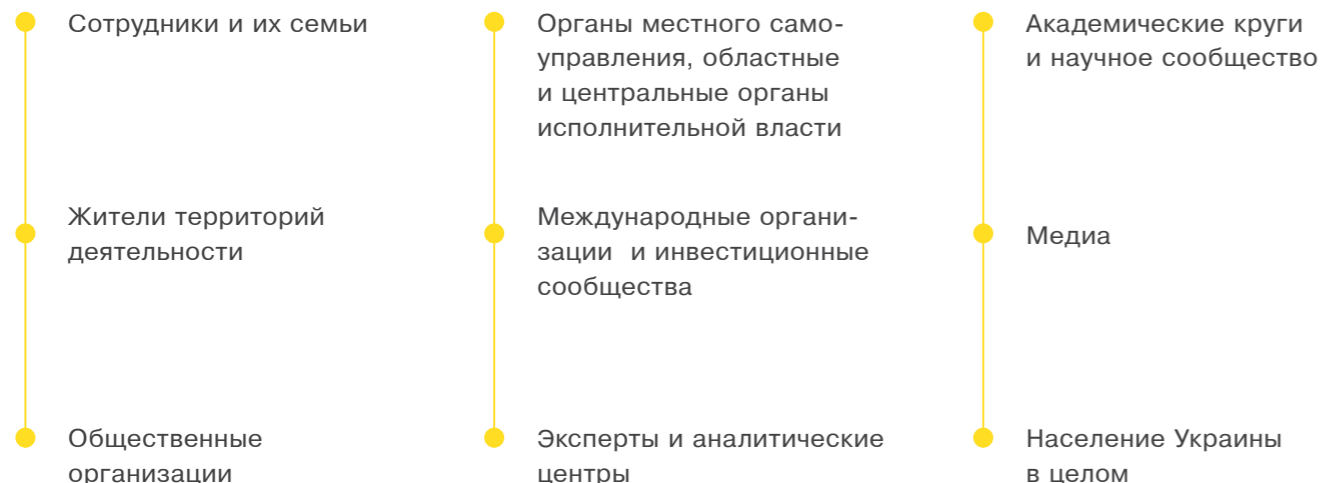 Сотрудники и их семьи
Жители территорий
деятельности
Общественные
организации
Органы местного само-
управления, областные
и центральные органы
исполнительной власти
Международные органи-
зации  и инвестиционные
сообщества
Эксперты и аналитические
центры
Академические круги
и научное сообщество
Медиа
Население Украины
в целом